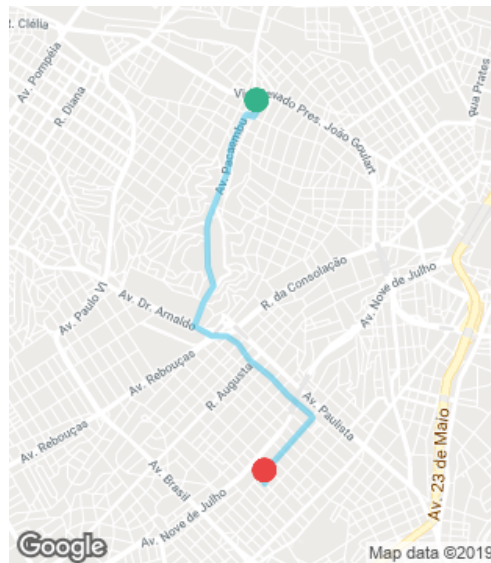 R. Clélia
Av. Pompéia
R. Diana
Rua Prates
Pres. João Goulart
Av. Pacaembu
R. da Consolação
Av. Nove de Julho
Av. Paulo VI
Av. Dr. Arnaldo
Av. Rebouças
R. Augusta
Av. Paulista
Av. Rebouças
Av. Brasil
Av. Nove de Julho
Av. 23 de Maio
Google
Map data ©2019